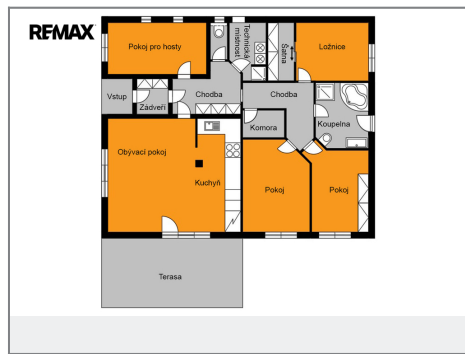 RE/MAX
Pokoj pro hosty
Technická
místnost
Šatna
Ložnice
Vstup
Zádveří
Chodba
Chodba
Koupelna
Komora
Obývací pokoj
Kuchyň
Pokoj
Pokoj
Terasa